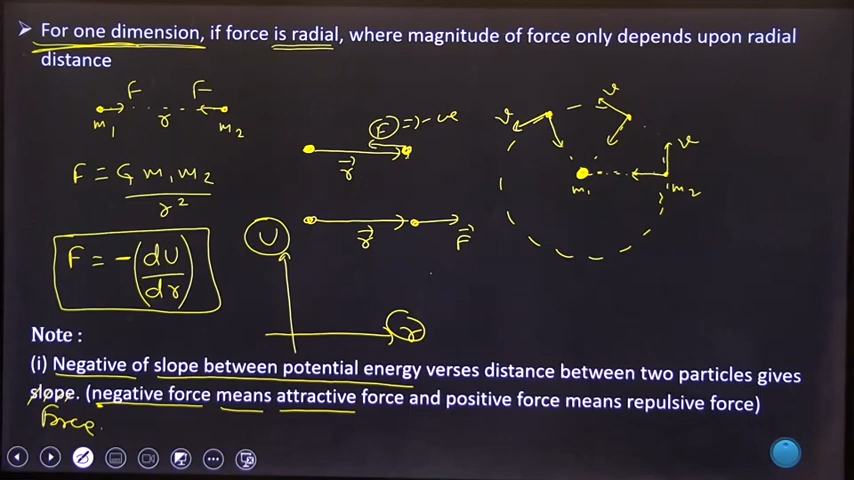 For one dimension, if force is radial, where magnitude of force only depends upon radial
distance
F F
m₁ r m₂
F = G m₁ m₂ / r²
F = -(dU/dr)
F => -ve
r⃗
r⃗ F⃗
U
r
v v v
m₁ m₂
Note :
(i) Negative of slope between potential energy verses distance between two particles gives
slope. (negative force means attractive force and positive force means repulsive force)
Force.